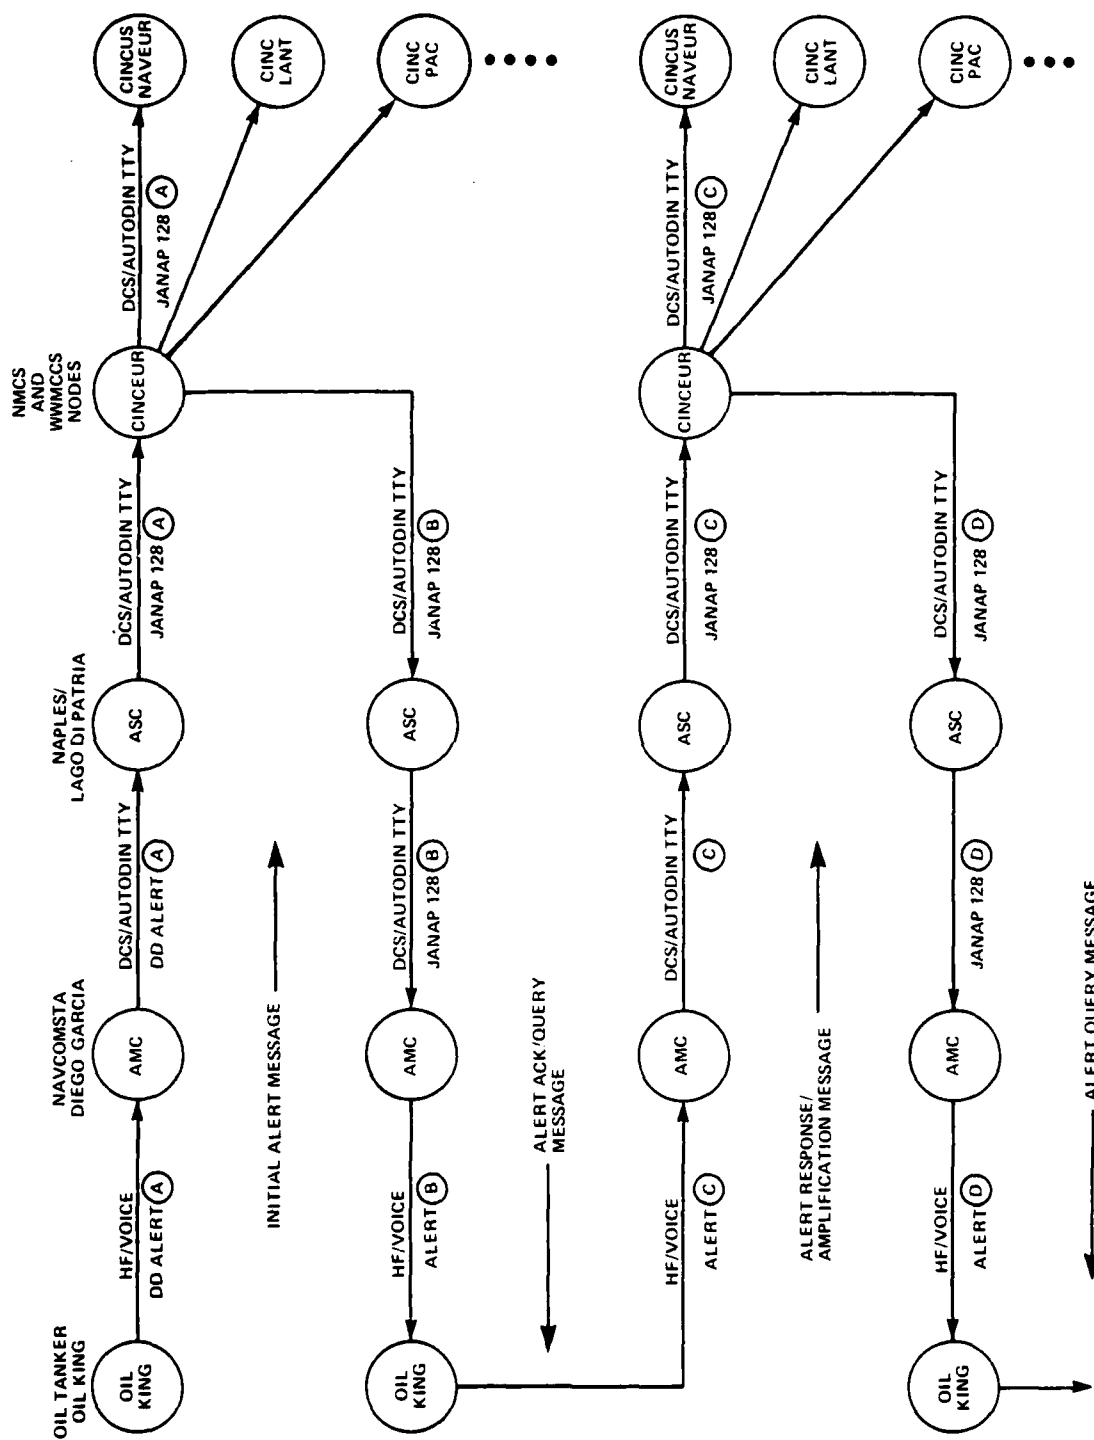 OIL TANKER
OIL KING
NAVCOMSTA
DIEGO GARCIA
NAPLES/
LAGO DI PATRIA
NMCS
AND
WWMCCS
NODES
OIL
KING
HF/VOICE
DD ALERT A
AMC
DCS/AUTODIN TTY
DD ALERT A
ASC
DCS/AUTODIN TTY
JANAP 128 A
CINCEUR
DCS/AUTODIN TTY
JANAP 128 A
CINCUS
NAVEUR
CINC
LANT
CINC
PAC
INITIAL ALERT MESSAGE
OIL
KING
HF/VOICE
ALERT B
AMC
DCS/AUTODIN TTY
JANAP 128 B
ASC
DCS/AUTODIN TTY
JANAP 128 B
ALERT ACK/QUERY
MESSAGE
HF/VOICE
ALERT C
AMC
DCS/AUTODIN TTY
C
ASC
DCS/AUTODIN TTY
JANAP 128 C
CINCEUR
DCS/AUTODIN TTY
JANAP 128 C
CINCUS
NAVEUR
CINC
LANT
CINC
PAC
ALERT RESPONSE/
AMPLIFICATION MESSAGE
OIL
KING
HF/VOICE
ALERT D
AMC
JANAP 128 D
ASC
DCS/AUTODIN TTY
JANAP 128 D
ALERT QUERY MESSAGE